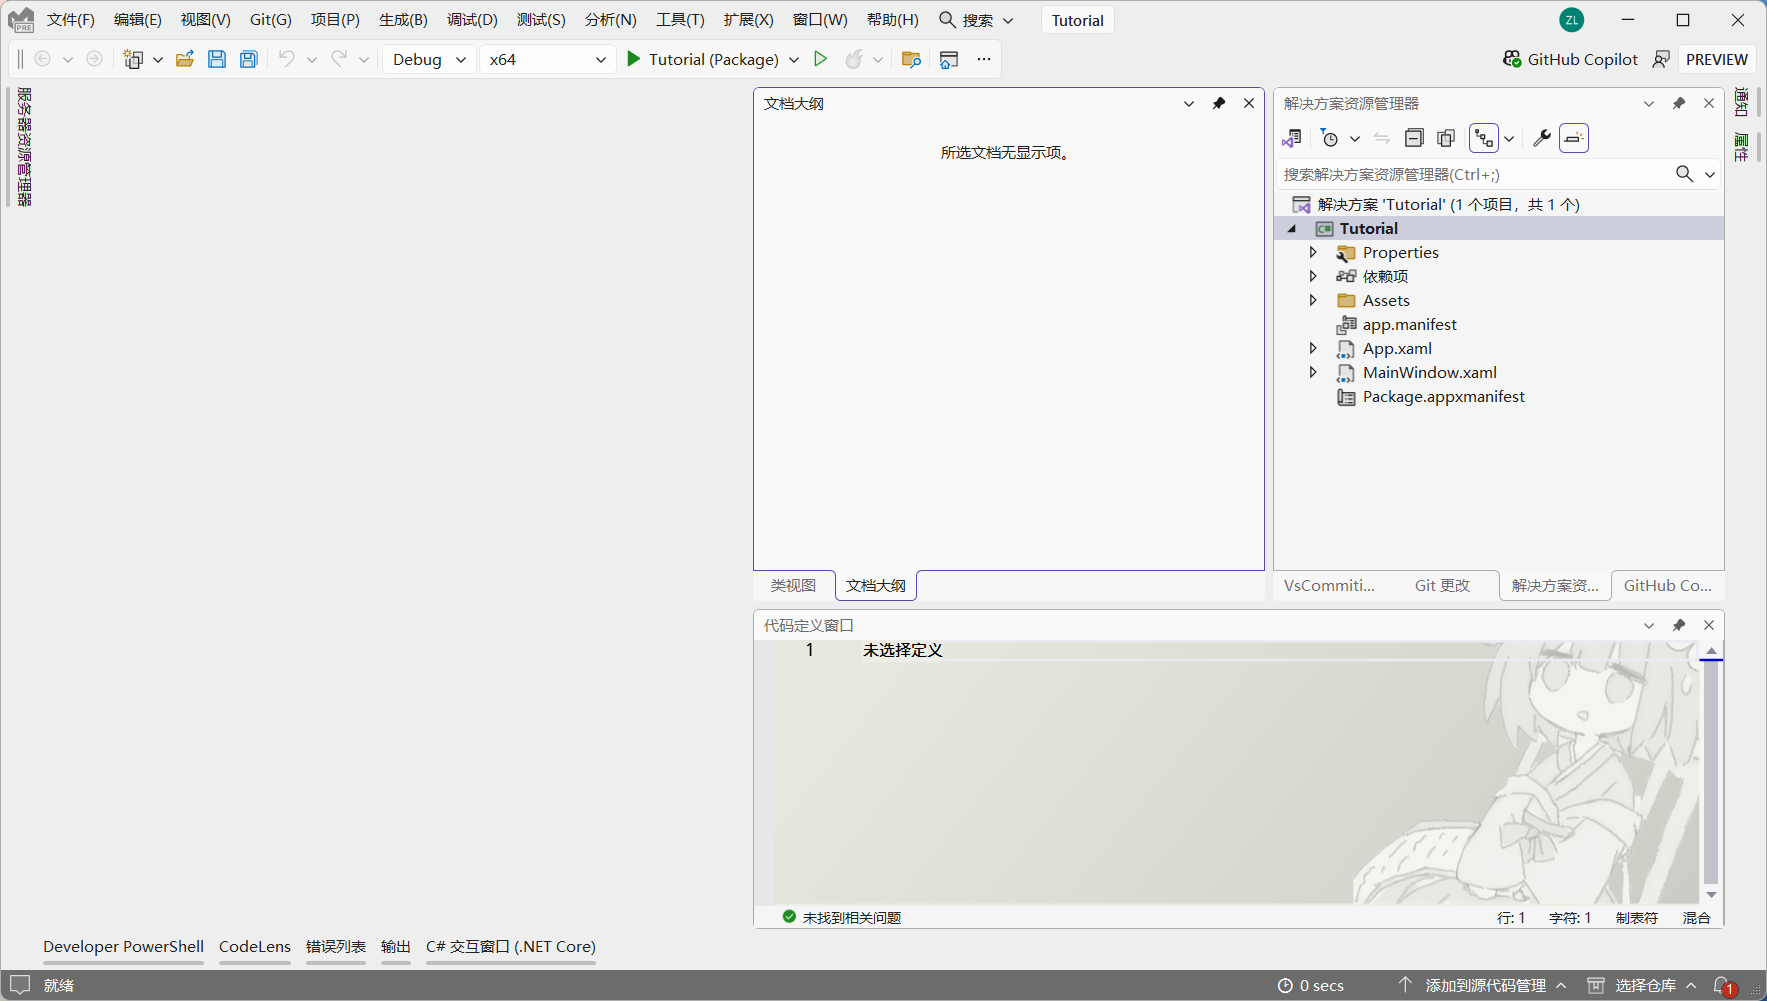 文件(F) 编辑(E) 视图(V) Git(G) 项目(P) 生成(B) 调试(D) 测试(S) 分析(N) 工具(T) 扩展(X) 窗口(W) 帮助(H) 搜索 Tutorial ZL
PRE
Debug x64 Tutorial (Package) GitHub Copilot PREVIEW
服务器资源管理器
文档大纲
所选文档无显示项。
类视图 文档大纲
解决方案资源管理器
搜索解决方案资源管理器(Ctrl+;)
解决方案 'Tutorial' (1 个项目，共 1 个)
C# Tutorial
Properties
依赖项
Assets
app.manifest
App.xaml
MainWindow.xaml
Package.appxmanifest
VsCommiti... Git 更改 解决方案资... GitHub Co...
通知
属性
代码定义窗口
1 未选择定义
未找到相关问题 行: 1 字符: 1 制表符 混合
Developer PowerShell CodeLens 错误列表 输出 C# 交互窗口 (.NET Core)
就绪 0 secs 添加到源代码管理 选择仓库 1